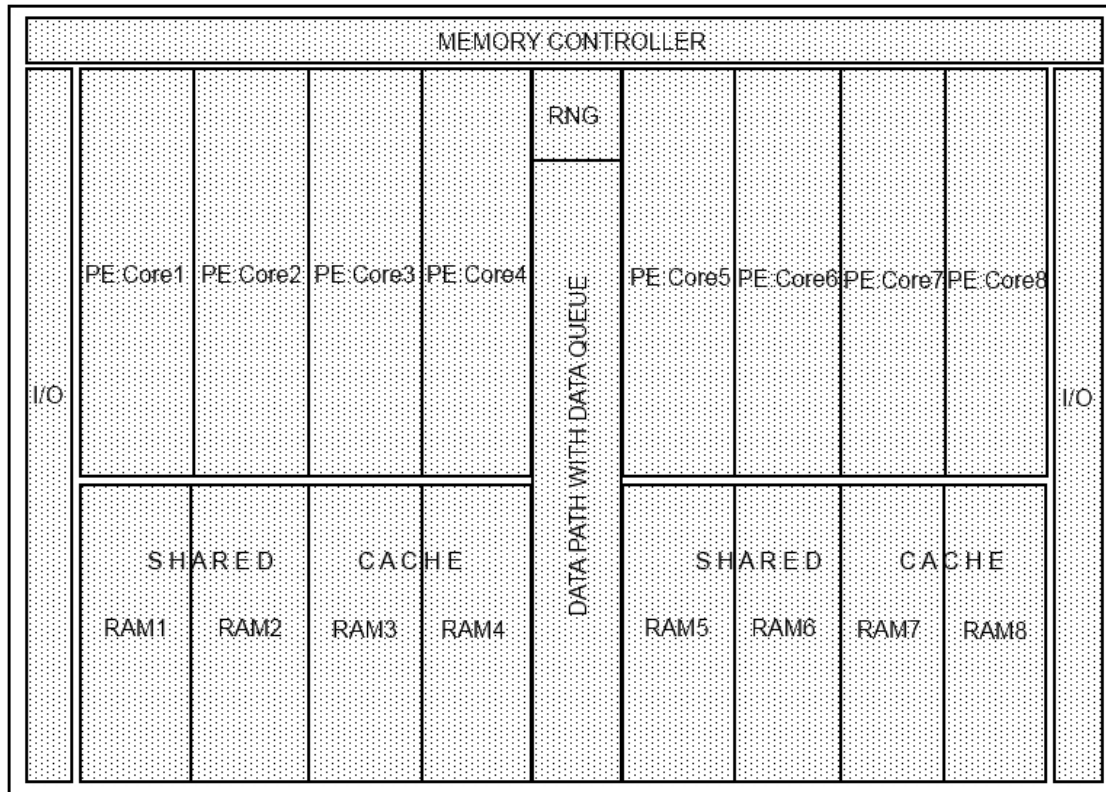 MEMORY CONTROLLER
RNG
PE:Core1 PE:Core2 PE:Core3 PE:Core4 PE:Core5 PE:Core6 PE:Core7 PE:Core8
I/O
DATA PATH WITH DATA QUEUE
I/O
SHARED CACHE SHARED CACHE
RAM1 RAM2 RAM3 RAM4 RAM5 RAM6 RAM7 RAM8